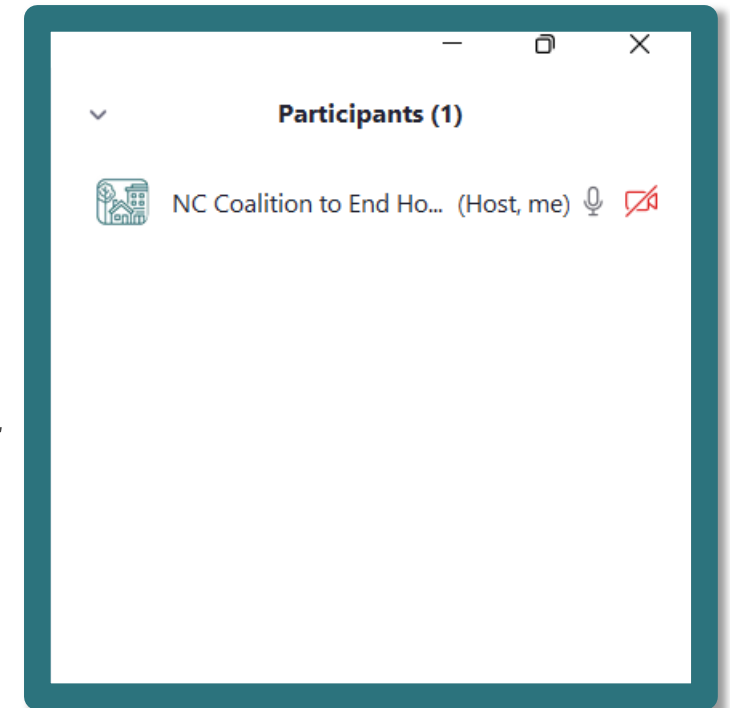 Participants (1)
NC Coalition to End Ho... (Host, me)